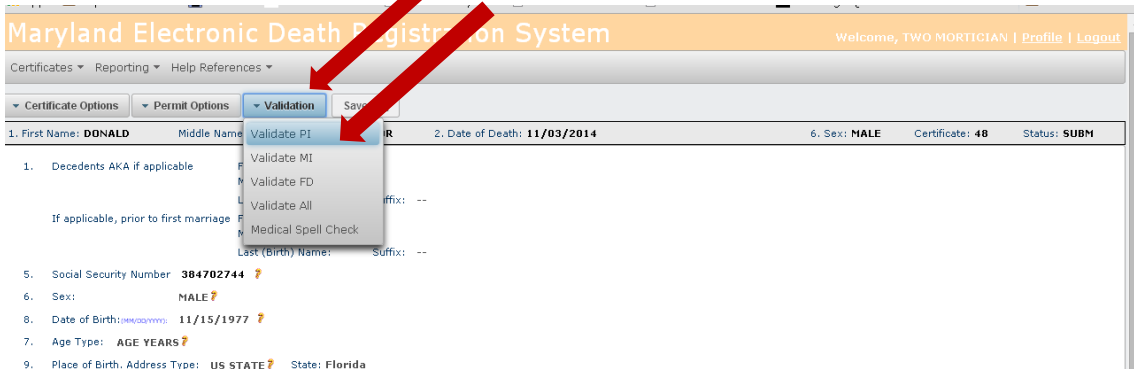 Maryland Electronic Death Registration System
Welcome, TWO MORTICIAN | Profile | Logout
Certificates Reporting Help References
Certificate Options Permit Options Validation
1. First Name: DONALD Middle Name 2. Date of Death: 11/03/2014 6. Sex: MALE Certificate: 48 Status: SUBM
Validate PI
Validate MI
Validate FD
Validate All
Medical Spell Check
1. Decedents AKA if applicable
Suffix: --
If applicable, prior to first marriage
Last (Birth) Name: Suffix: --
5. Social Security Number 384702744
6. Sex: MALE
8. Date of Birth:(MM/DD/YYYY): 11/15/1977
7. Age Type: AGE YEARS
9. Place of Birth. Address Type: US STATE State: Florida